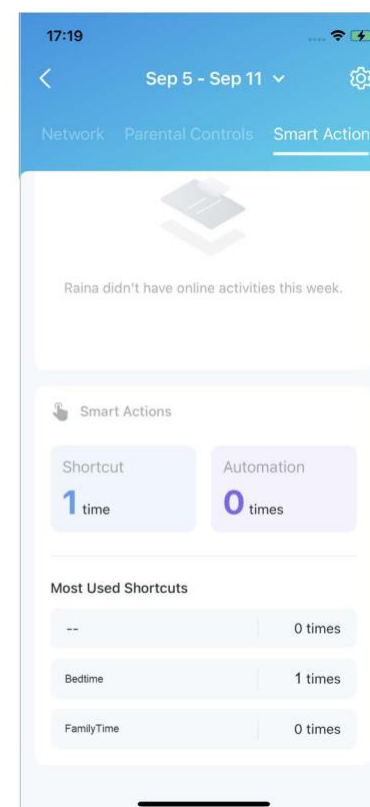 17:19
Sep 5 - Sep 11
Network Parental Controls Smart Action
Raina didn't have online activities this week.
Smart Actions
Shortcut Automation
1 time 0 times
Most Used Shortcuts
-- 0 times
Bedtime 1 times
FamilyTime 0 times